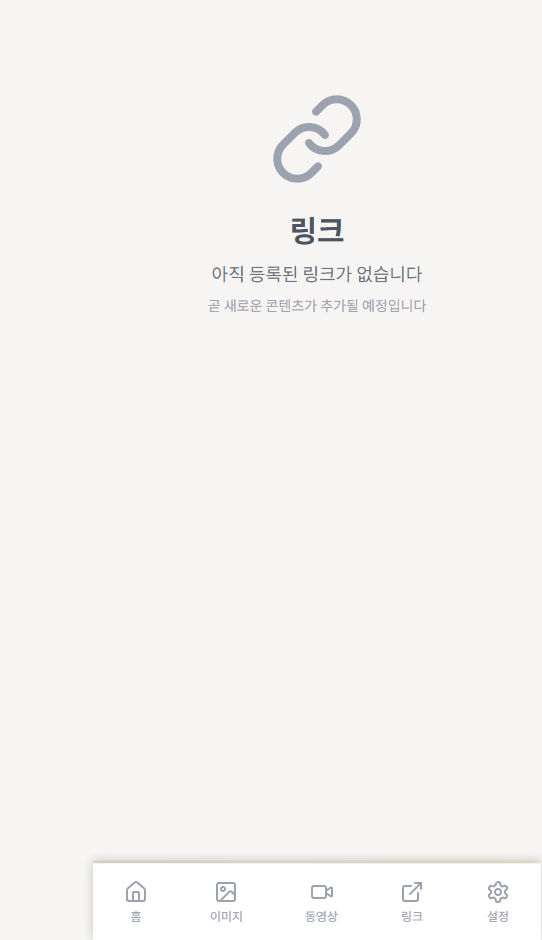 링크
아직 등록된 링크가 없습니다
곧 새로운 콘텐츠가 추가될 예정입니다
홈 이미지 동영상 링크 설정